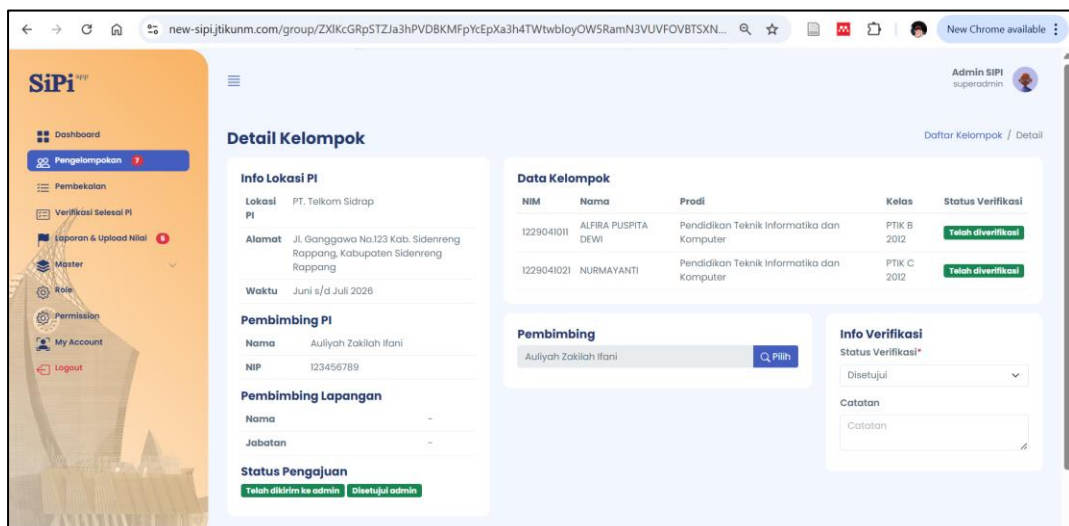 new-sipi.jtikunm.com/group/ZXlKcGRpSTZJa3hPVDBKMFpYcEpXa3h4TWtwbloyOW5RamN3VUVFOVBTSXN...
New Chrome available
SiPi app
Admin SIPI
superadmin
Dashboard
Pengelompokan 7
Pembekalan
Verifikasi Selesai PI
Laporan & Upload Nilai 5
Master
Role
Permission
My Account
Logout
Detail Kelompok
Daftar Kelompok / Detail
Info Lokasi PI
Lokasi PT. Telkom Sidrap
PI
Alamat Jl. Ganggawa No.123 Kab. Sidenreng
Rappang, Kabupaten Sidenreng
Rappang
Waktu Juni s/d Juli 2026
Pembimbing PI
Nama Auliyah Zakilah Ifani
NIP 123456789
Pembimbing Lapangan
Nama -
Jabatan -
Status Pengajuan
Telah dikirim ke admin Disetujui admin
Data Kelompok
NIM Nama Prodi Kelas Status Verifikasi
1229041011 ALFIRA PUSPITA Pendidikan Teknik Informatika dan PTIK B Telah diverifikasi
DEWI Komputer 2012
1229041021 NURMAYANTI Pendidikan Teknik Informatika dan PTIK C Telah diverifikasi
Komputer 2012
Pembimbing
Auliyah Zakilah Ifani Pilih
Info Verifikasi
Status Verifikasi*
Disetujui
Catatan
Catatan